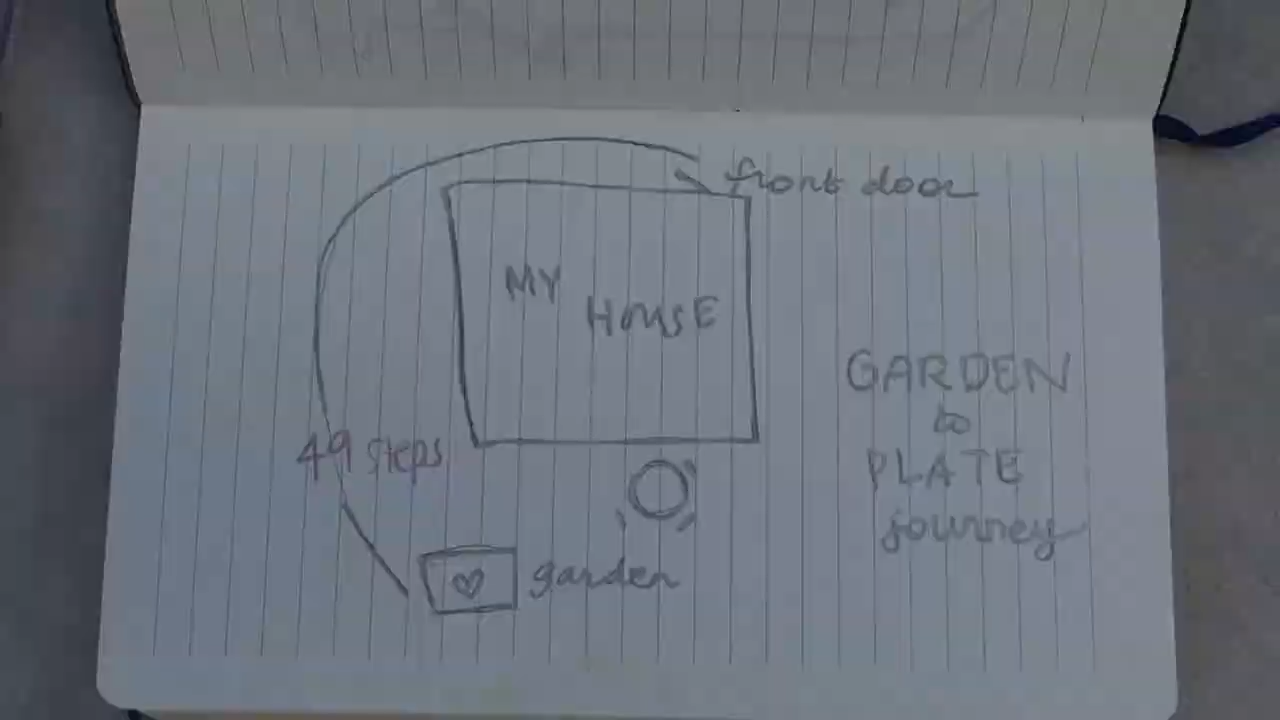 front door
MY
HOUSE
GARDEN
to
PLATE
journey
49 steps
garden